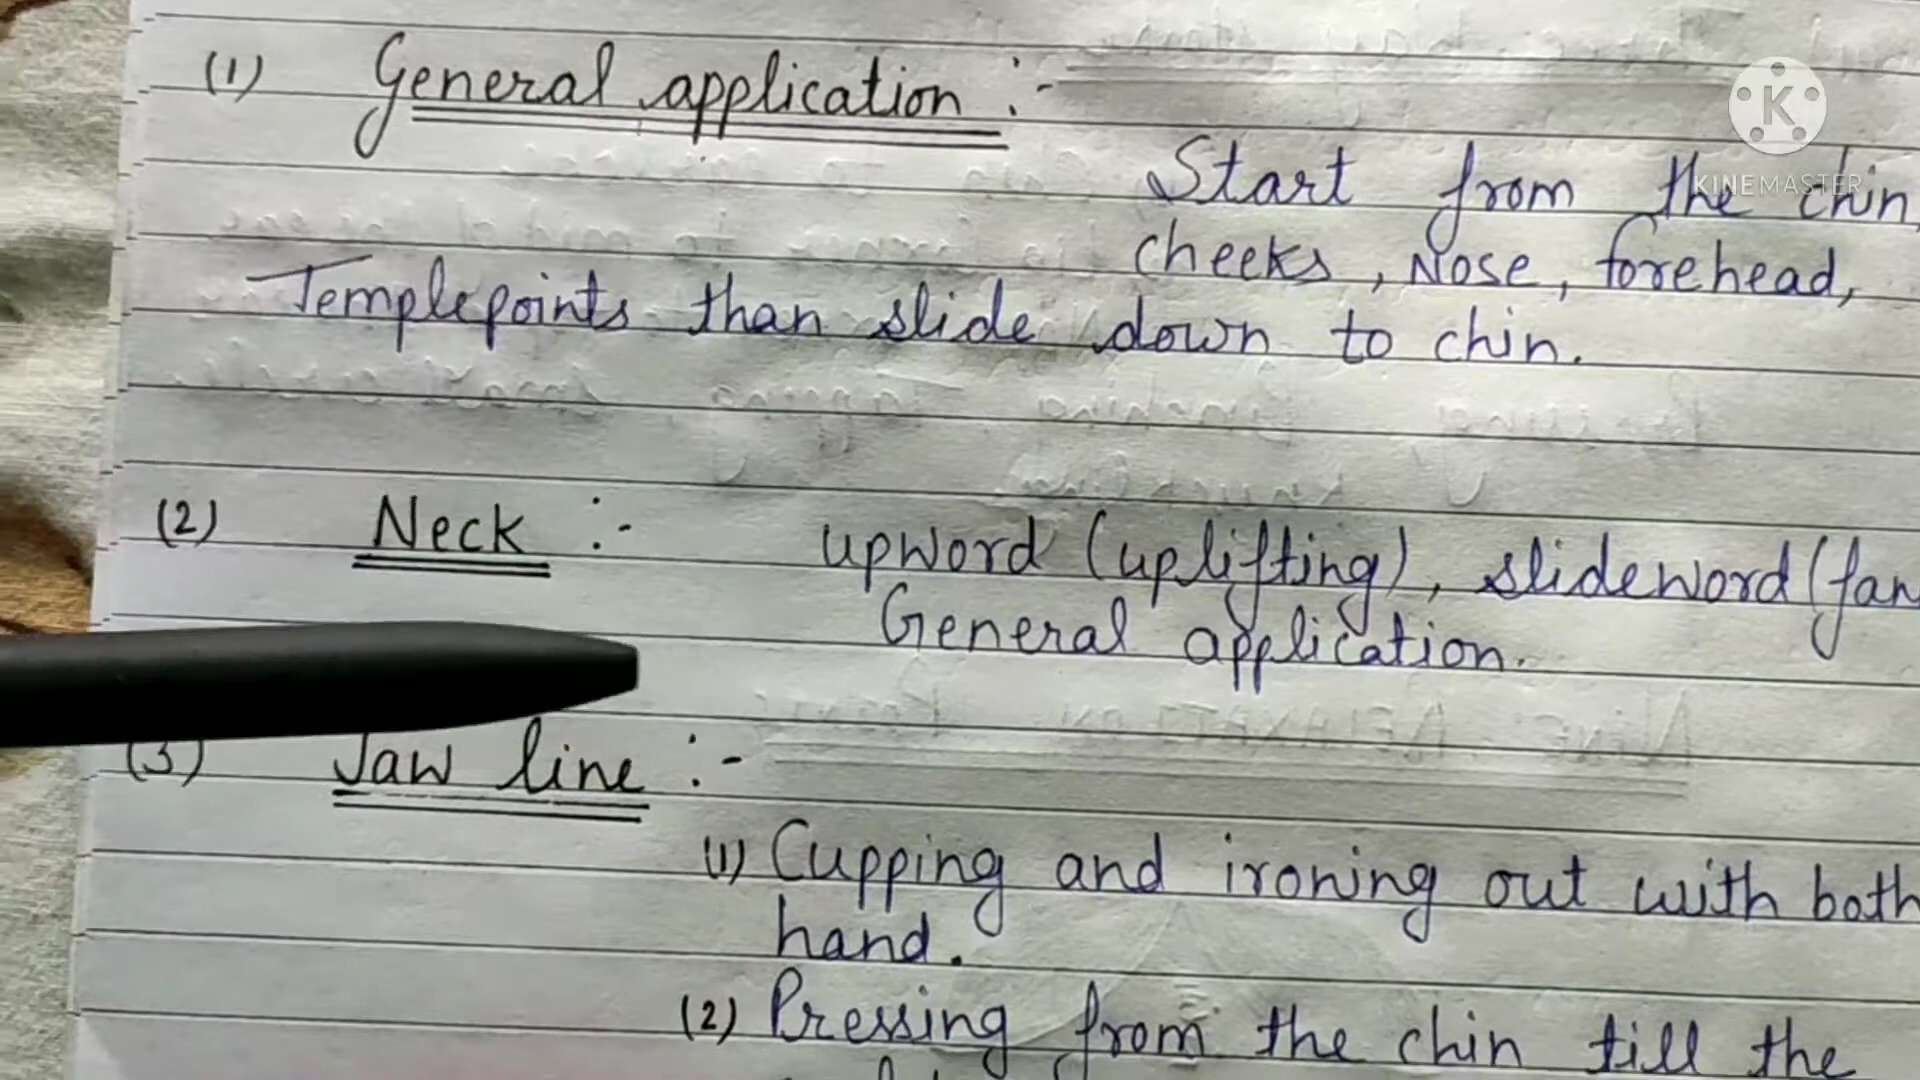 (1) General application :-
Start from the chin,
cheeks, Nose, forehead,
Templepoints than slide down to chin.
(2) Neck :- upword (uplifting), slideword (fan
General application.
(3) Jaw line :-
(1) Cupping and ironing out with both
hand.
(2) Pressing from the chin till the
K
KINEMASTER